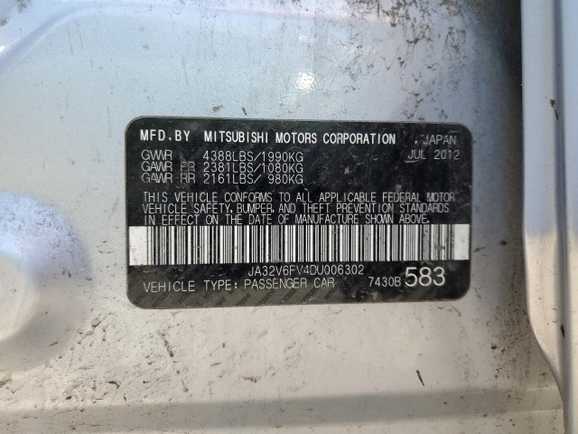 MFD.BY MITSUBISHI MOTORS CORPORATION JAPAN
GVWR 4388LBS/1990KG JUL 2012
GAWR FR 2381LBS/1080KG
GAWR RR 2161LBS/ 980KG
THIS VEHICLE CONFORMS TO ALL APPLICABLE FEDERAL MOTOR
VEHICLE SAFETY, BUMPER, AND THEFT PREVENTION STANDARDS
IN EFFECT ON THE DATE OF MANUFACTURE SHOWN ABOVE.
JA32V6FV4DU006302
VEHICLE TYPE: PASSENGER CAR 7430B 583